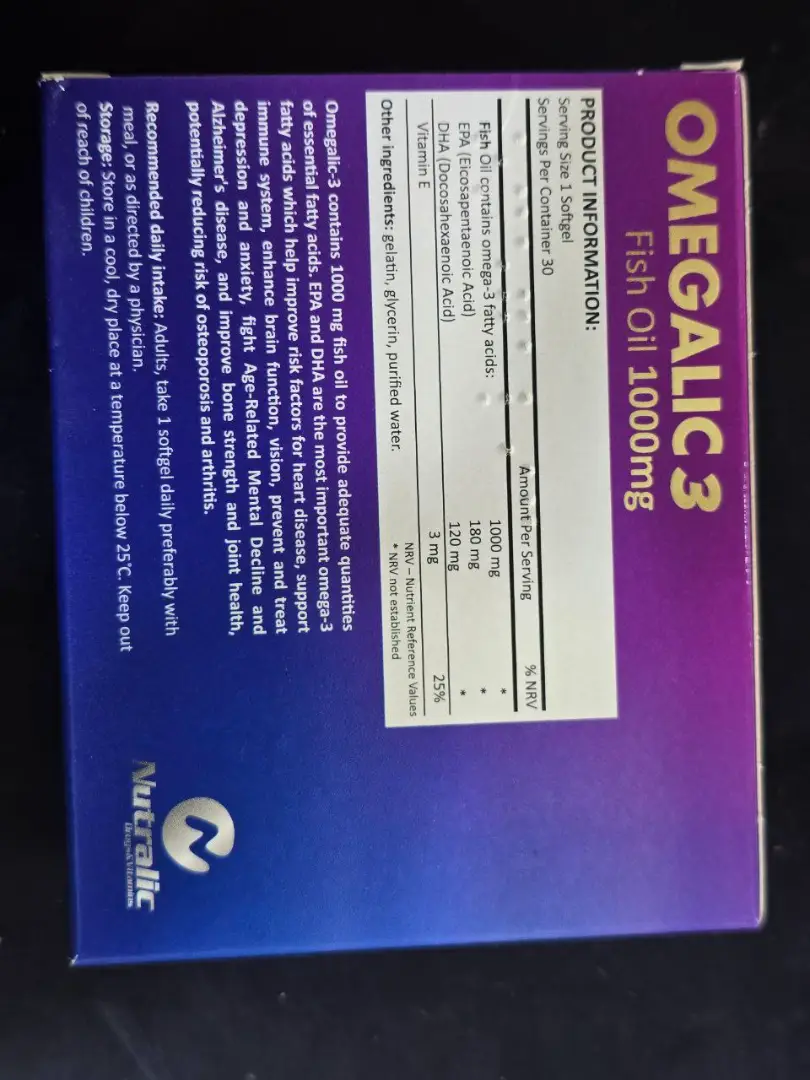 OMEGALIC 3
Fish Oil 1000mg
PRODUCT INFORMATION:
Serving Size 1 Softgel
Servings Per Container 30
Amount Per Serving % NRV
Fish Oil contains omega-3 fatty acids: 1000 mg *
EPA (Eicosapentaenoic Acid) 180 mg *
DHA (Docosahexaenoic Acid) 120 mg *
Vitamin E 3 mg 25%
NRV – Nutrient Reference Values
* NRV not established
Other ingredients: gelatin, glycerin, purified water.
Omegalic-3 contains 1000 mg fish oil to provide adequate quantities
of essential fatty acids. EPA and DHA are the most important omega-3
fatty acids which help improve risk factors for heart disease, support
immune system, enhance brain function, vision, prevent and treat
depression and anxiety, fight Age-Related Mental Decline and
Alzheimer's disease, and improve bone strength and joint health,
potentially reducing risk of osteoporosis and arthritis.
Recommended daily intake: Adults, take 1 softgel daily preferably with
meal, or as directed by a physician.
Storage: Store in a cool, dry place at a temperature below 25°C. Keep out
of reach of children.
Nutralic
Drugs&Vitamins